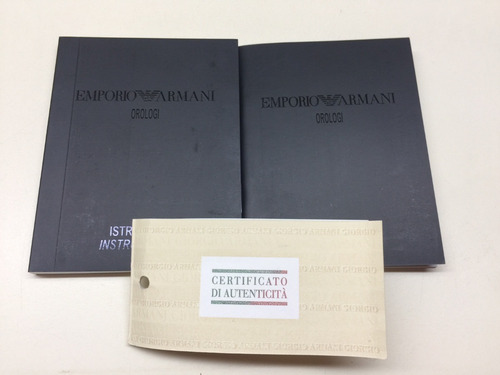 EMPORIO ARMANI
OROLOGI
EMPORIO ARMANI
OROLOGI
ISTR
INSTR
CERTIFICATO
DI AUTENTICITÀ